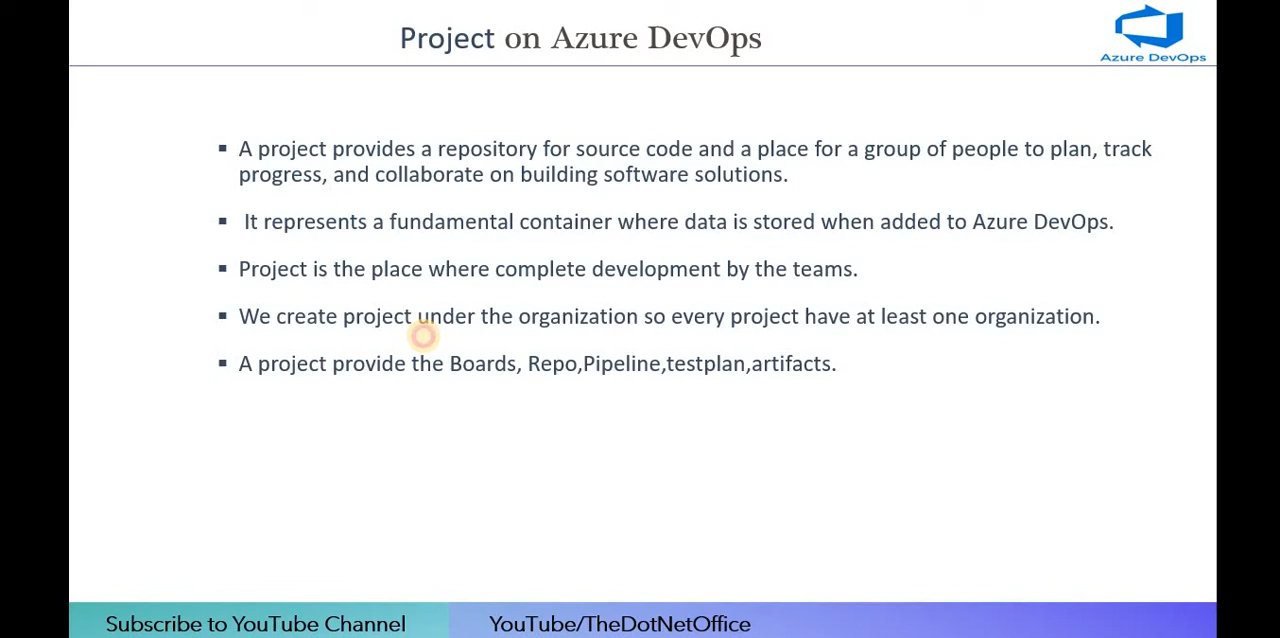 Project on Azure DevOps
Azure DevOps
▪ A project provides a repository for source code and a place for a group of people to plan, track
progress, and collaborate on building software solutions.
▪ It represents a fundamental container where data is stored when added to Azure DevOps.
▪ Project is the place where complete development by the teams.
▪ We create project under the organization so every project have at least one organization.
▪ A project provide the Boards, Repo,Pipeline,testplan,artifacts.
Subscribe to YouTube Channel
YouTube/TheDotNetOffice